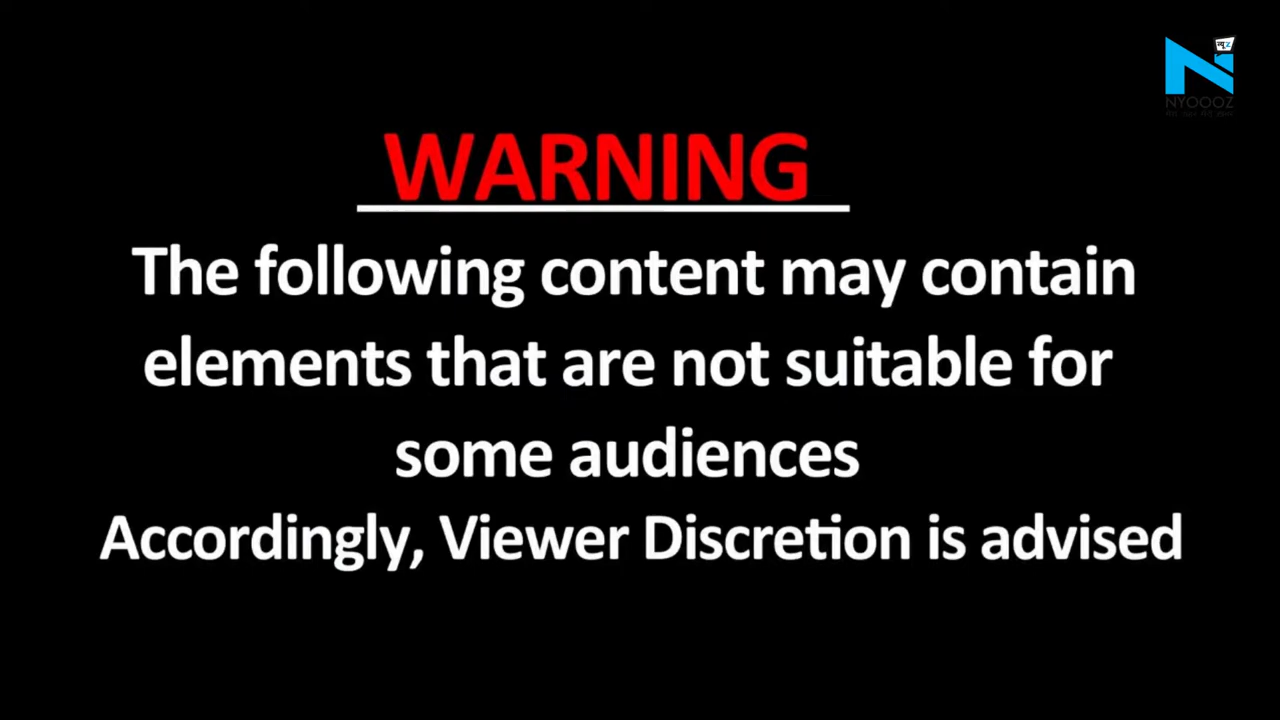 न्यूz
NYOOOZ
WARNING
The following content may contain
elements that are not suitable for
some audiences
Accordingly, Viewer Discretion is advised